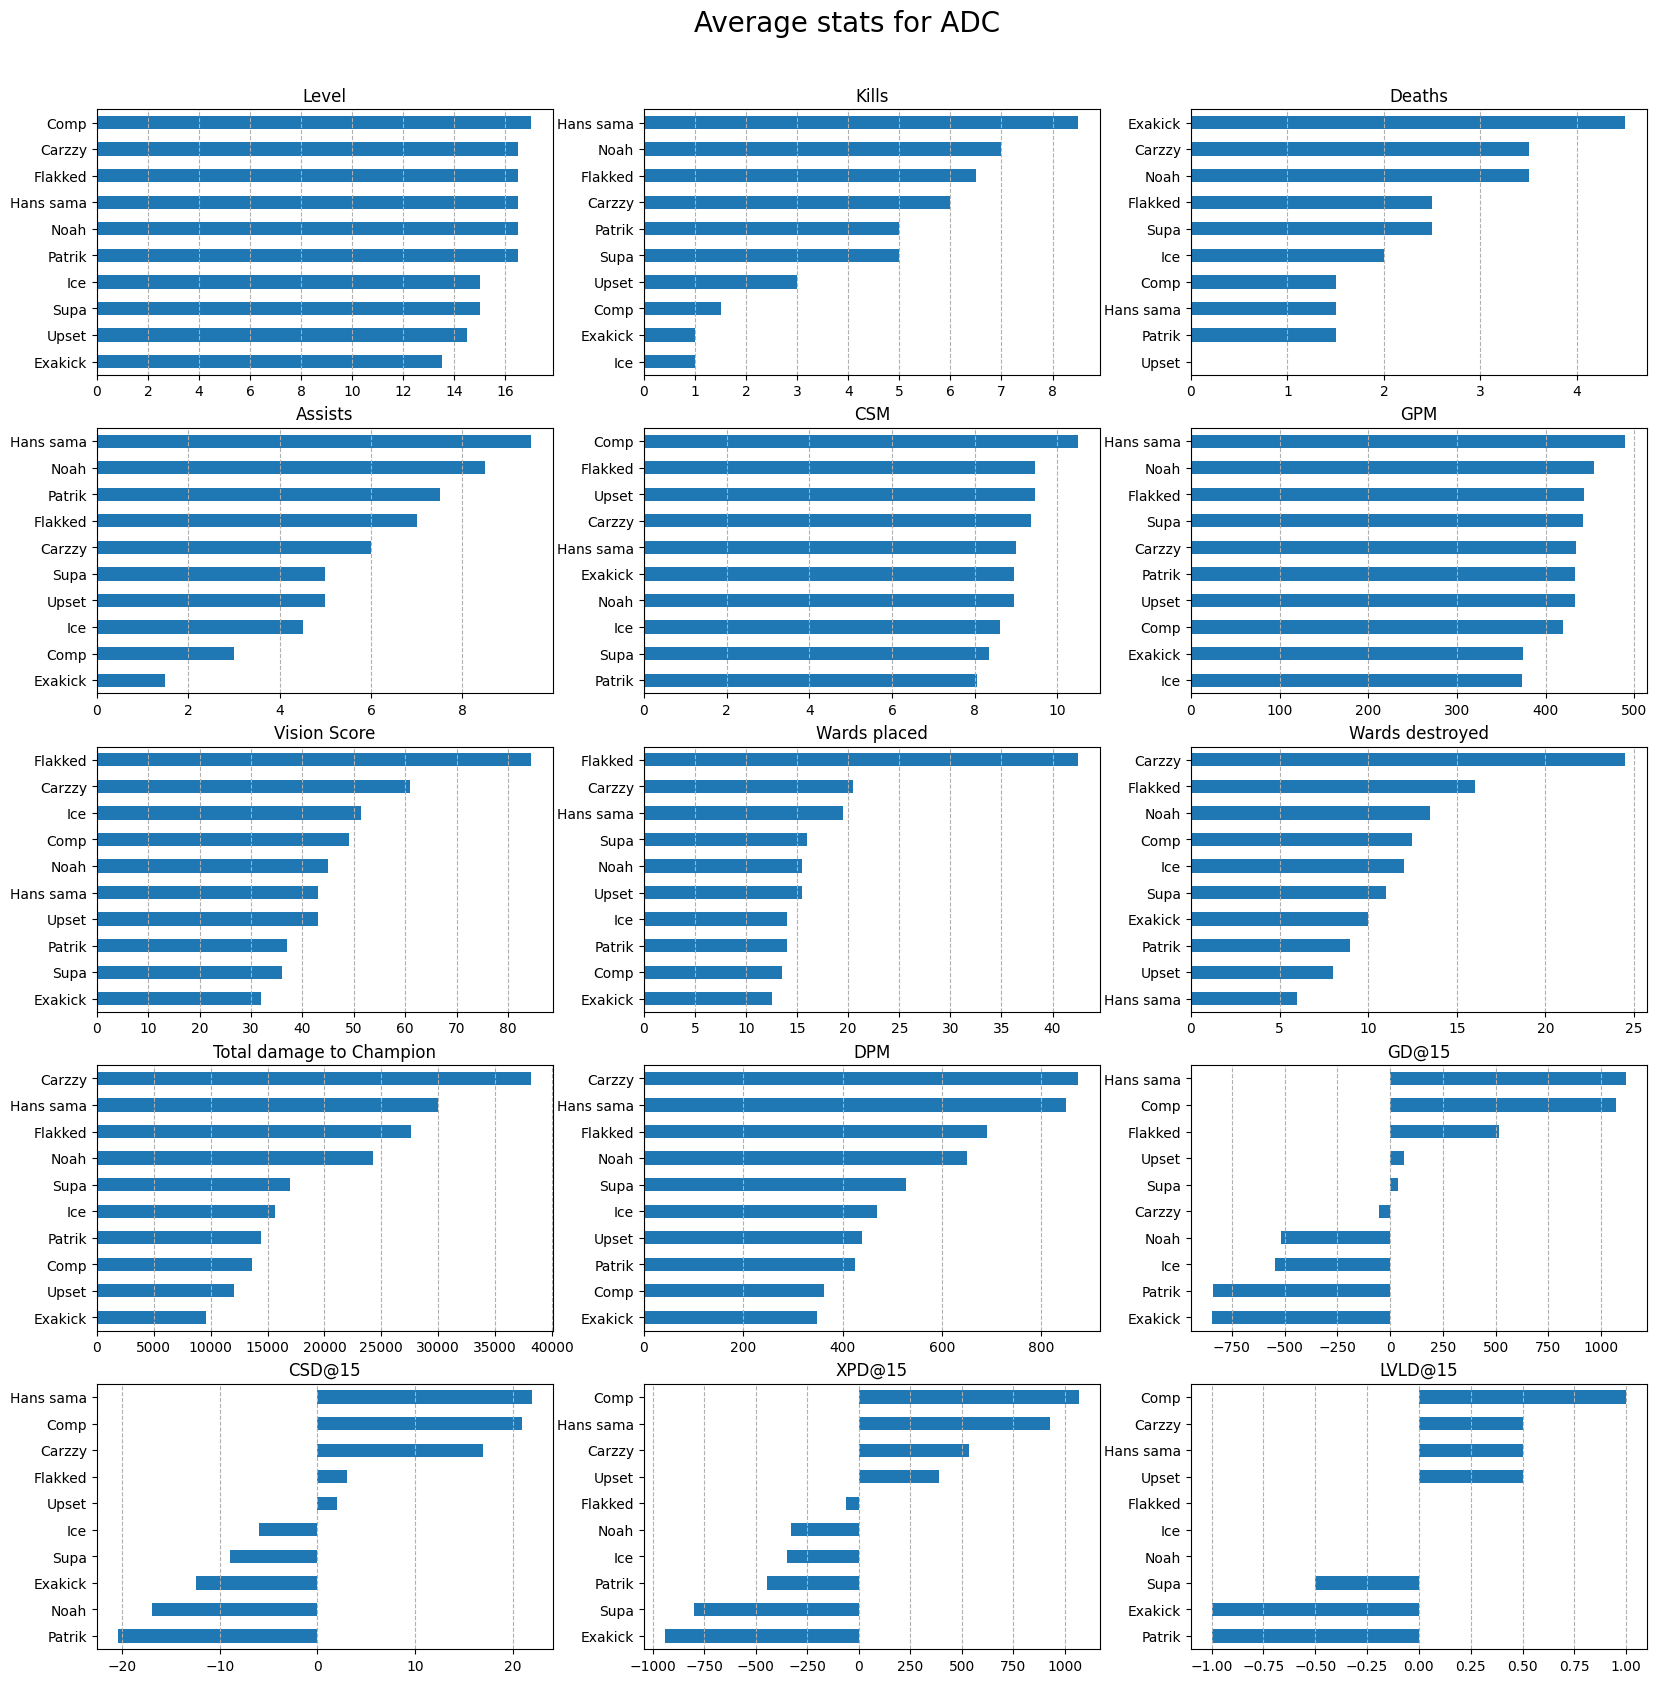 Average stats for ADC
Level
Comp
Carzzy
Flakked
Hans sama
Noah
Patrik
Ice
Supa
Upset
Exakick
0 2 4 6 8 10 12 14 16
Kills
Hans sama
Noah
Flakked
Carzzy
Patrik
Supa
Upset
Comp
Exakick
Ice
0 1 2 3 4 5 6 7 8
Deaths
Exakick
Carzzy
Noah
Flakked
Supa
Ice
Comp
Hans sama
Patrik
Upset
0 1 2 3 4
Assists
Hans sama
Noah
Patrik
Flakked
Carzzy
Supa
Upset
Ice
Comp
Exakick
0 2 4 6 8
CSM
Comp
Flakked
Upset
Carzzy
Hans sama
Exakick
Noah
Ice
Supa
Patrik
0 2 4 6 8 10
GPM
Hans sama
Noah
Flakked
Supa
Carzzy
Patrik
Upset
Comp
Exakick
Ice
0 100 200 300 400 500
Vision Score
Flakked
Carzzy
Ice
Comp
Noah
Hans sama
Upset
Patrik
Supa
Exakick
0 10 20 30 40 50 60 70 80
Wards placed
Flakked
Carzzy
Hans sama
Supa
Noah
Upset
Ice
Patrik
Comp
Exakick
0 5 10 15 20 25 30 35 40
Wards destroyed
Carzzy
Flakked
Noah
Comp
Ice
Supa
Exakick
Patrik
Upset
Hans sama
0 5 10 15 20 25
Total damage to Champion
Carzzy
Hans sama
Flakked
Noah
Supa
Ice
Patrik
Comp
Upset
Exakick
0 5000 10000 15000 20000 25000 30000 35000 40000
DPM
Carzzy
Hans sama
Flakked
Noah
Supa
Ice
Upset
Patrik
Comp
Exakick
0 200 400 600 800
GD@15
Hans sama
Comp
Flakked
Upset
Supa
Carzzy
Noah
Ice
Patrik
Exakick
−750 −500 −250 0 250 500 750 1000
CSD@15
Hans sama
Comp
Carzzy
Flakked
Upset
Ice
Supa
Exakick
Noah
Patrik
−20 −10 0 10 20
XPD@15
Comp
Hans sama
Carzzy
Upset
Flakked
Noah
Ice
Patrik
Supa
Exakick
−1000 −750 −500 −250 0 250 500 750 1000
LVLD@15
Comp
Carzzy
Hans sama
Upset
Flakked
Ice
Noah
Supa
Exakick
Patrik
−1.00 −0.75 −0.50 −0.25 0.00 0.25 0.50 0.75 1.00